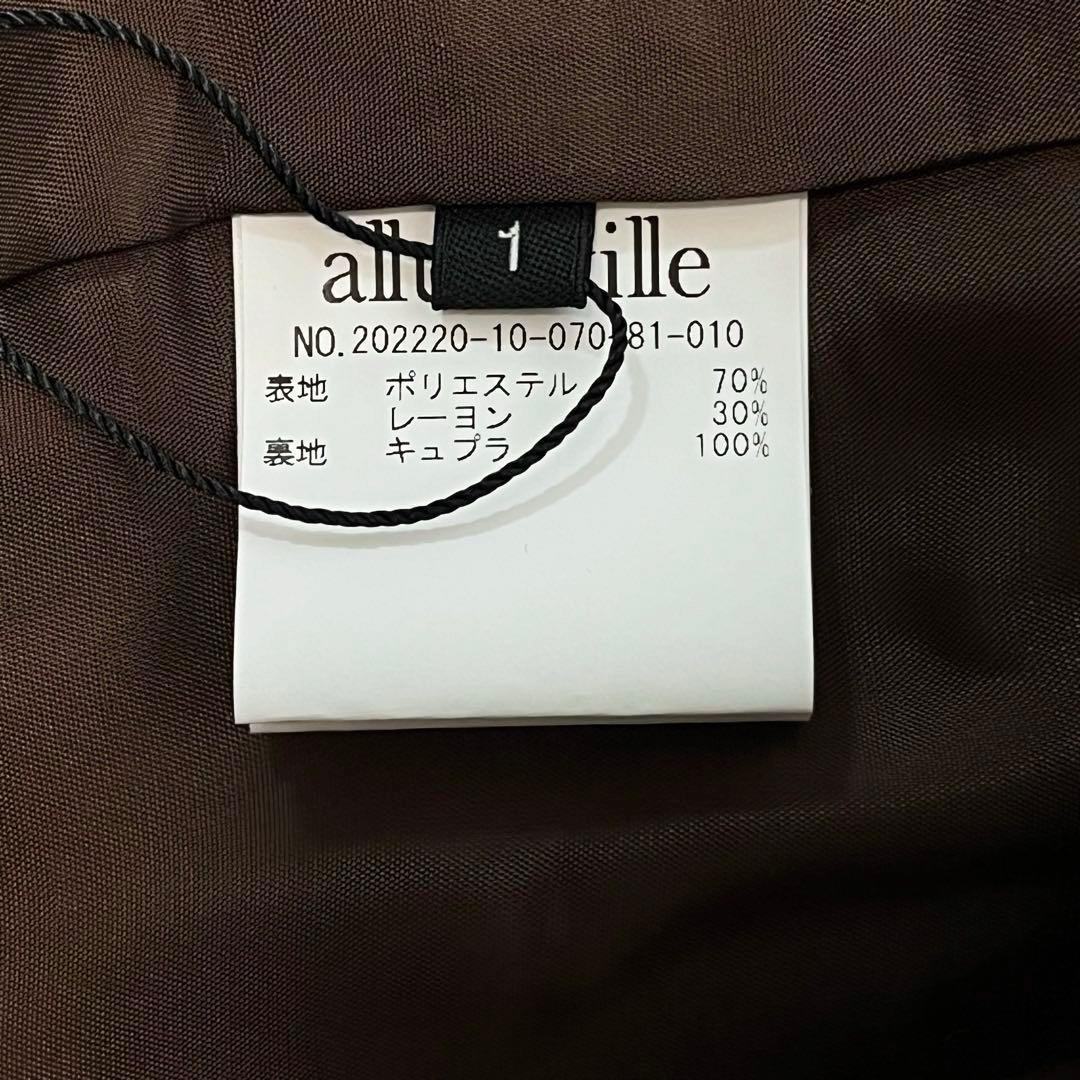 1
NO.202220-10-070-81-010
表地 ポリエステル 70%
レーヨン 30%
裏地 キュプラ 100%